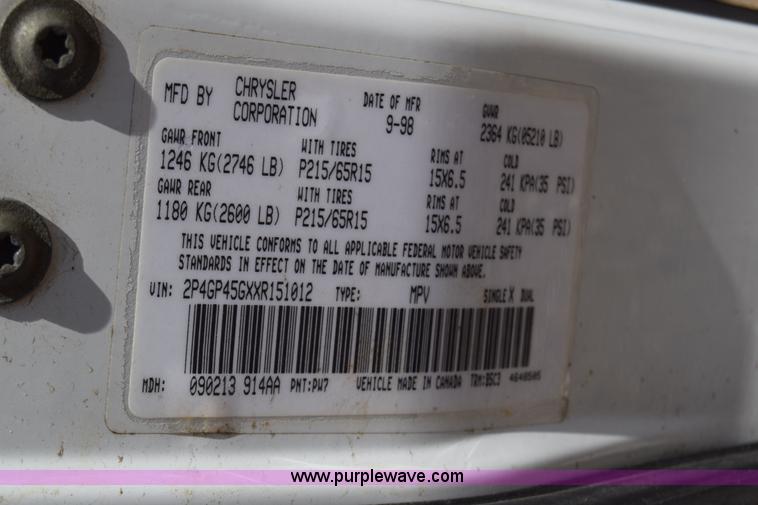 MFD BY CHRYSLER CORPORATION DATE OF MFR 9-98 GVWR 2364 KG(05210 LB)
GAWR FRONT WITH TIRES RIMS AT COLD
1246 KG(2746 LB) P215/65R15 15X6.5 241 KPA(35 PSI)
GAWR REAR WITH TIRES RIMS AT COLD
1180 KG(2600 LB) P215/65R15 15X6.5 241 KPA(35 PSI)
THIS VEHICLE CONFORMS TO ALL APPLICABLE FEDERAL MOTOR VEHICLE SAFETY
STANDARDS IN EFFECT ON THE DATE OF MANUFACTURE SHOWN ABOVE.
VIN: 2P4GP45GXXR151012 TYPE: MPV SINGLE X DUAL
MDH: 090213 914AA PNT:PW7 VEHICLE MADE IN CANADA TRM:BSC3 4648505
www.purplewave.com